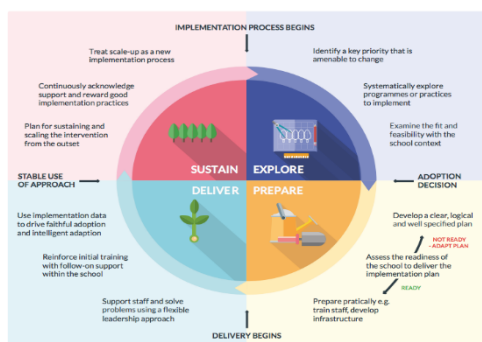 IMPLEMENTATION PROCESS BEGINS
Treat scale-up as a new
implementation process
Continuously acknowledge
support and reward good
implementation practices
Plan for sustaining and
scaling the intervention
from the outset
Identify a key priority that is
amenable to change
Systematically explore
programmes or practices
to implement
Examine the fit and
feasibility with the
school context
SUSTAIN
EXPLORE
STABLE USE
OF APPROACH
DELIVER
PREPARE
ADOPTION
DECISION
Use implementation data
to drive faithful adoption
and intelligent adaption
Reinforce initial training
with follow-on support
within the school
Support staff and solve
problems using a flexible
leadership approach
Develop a clear, logical
and well specified plan
NOT READY
- ADAPT PLAN
Assess the readiness of
the school to deliver the
implementation plan
READY
Prepare pratically e.g.
train staff, develop
infrastructure
DELIVERY BEGINS